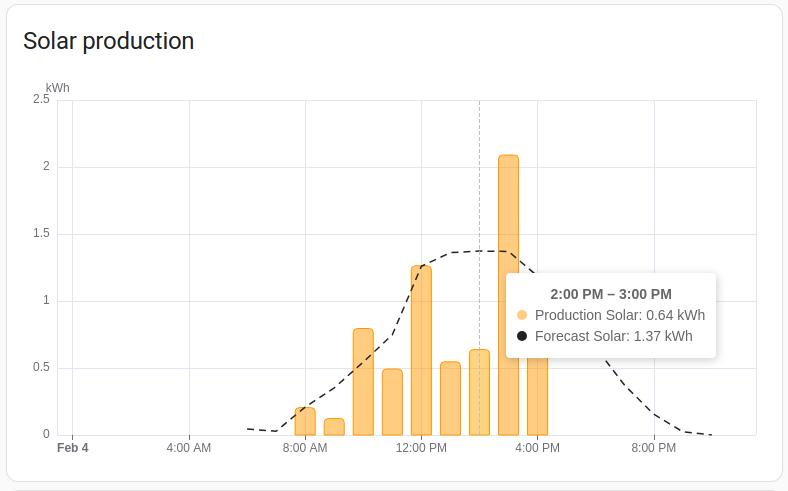 Solar production
kWh
2.5
2
1.5
1
0.5
0
2:00 PM – 3:00 PM
Production Solar: 0.64 kWh
Forecast Solar: 1.37 kWh
Feb 4 4:00 AM 8:00 AM 12:00 PM 4:00 PM 8:00 PM